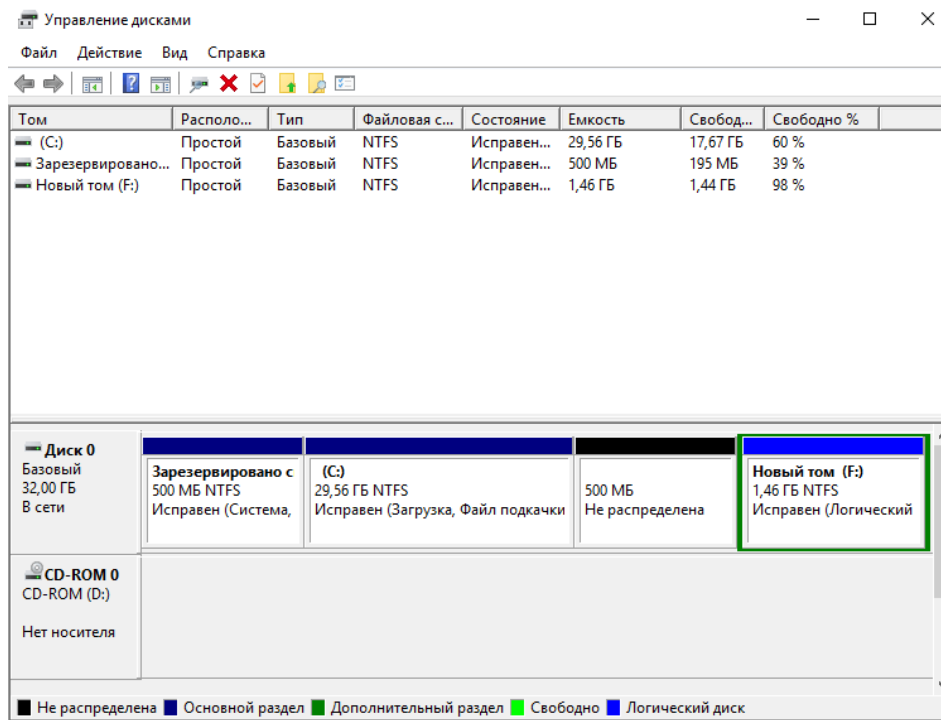 Управление дисками
Файл Действие Вид Справка
Том Располо... Тип Файловая с... Состояние Емкость Свобод... Свободно %
(C:) Простой Базовый NTFS Исправен... 29,56 ГБ 17,67 ГБ 60 %
Зарезервировано... Простой Базовый NTFS Исправен... 500 МБ 195 МБ 39 %
Новый том (F:) Простой Базовый NTFS Исправен... 1,46 ГБ 1,44 ГБ 98 %
Диск 0
Базовый
32,00 ГБ
В сети
Зарезервировано с
500 МБ NTFS
Исправен (Система,
(C:)
29,56 ГБ NTFS
Исправен (Загрузка, Файл подкачки
500 МБ
Не распределена
Новый том (F:)
1,46 ГБ NTFS
Исправен (Логический
CD-ROM 0
CD-ROM (D:)
Нет носителя
Не распределена Основной раздел Дополнительный раздел Свободно Логический диск